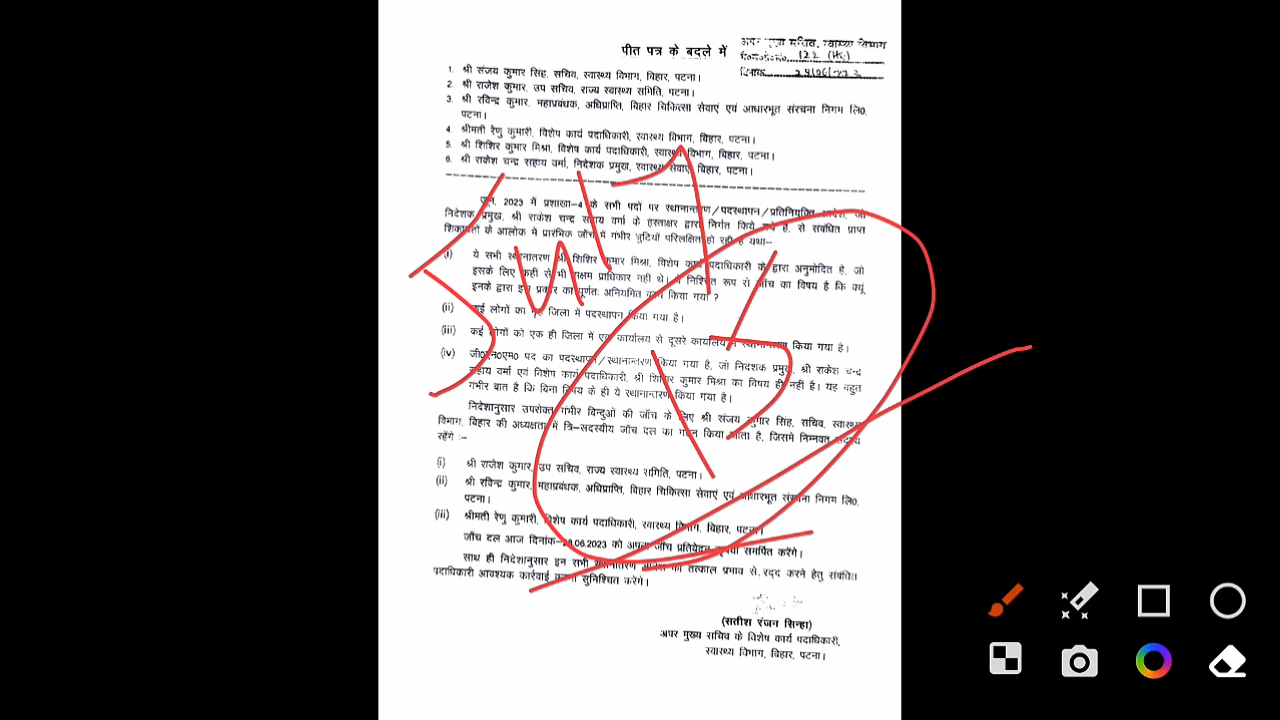 पीत पत्र के बदले में
अपर मुख्य सचिव, स्वास्थ्य विभाग
122 (HS)
दिनांक
1. श्री संजय कुमार सिंह, सचिव, स्वास्थ्य विभाग, बिहार, पटना।
2. श्री राजेश कुमार, उप सचिव, राज्य स्वास्थ्य समिति, पटना।
3. श्री रविन्द्र कुमार, महाप्रबंधक, अधिप्राप्ति, बिहार चिकित्सा सेवाएं एवं आधारभूत संरचना निगम लि०,
पटना।
4. श्रीमती रेणु कुमारी, विशेष कार्य पदाधिकारी, स्वास्थ्य विभाग, बिहार, पटना।
5. श्री शिशिर कुमार मिश्रा, विशेष कार्य पदाधिकारी, स्वास्थ्य विभाग, बिहार, पटना।
6. श्री राकेश चन्द्र सहाय वर्मा, निदेशक प्रमुख, स्वास्थ्य सेवाएं, बिहार, पटना।
जून, 2023 में प्रशाखा-4 के सभी पदों पर स्थानान्तरण/पदस्थापन/प्रतिनियुक्ति आदेश, जो
निदेशक प्रमुख, श्री राकेश चन्द्र सहाय वर्मा के हस्ताक्षर द्वारा निर्गत किये गये है, से संबंधित प्राप्त
शिकायतों के आलोक में प्रारंभिक जाँच में गंभीर त्रुटियाँ परिलक्षित हो रही है यथा–
(i) ये सभी स्थानातरण श्री शिशिर कुमार मिश्रा, विशेष कार्य पदाधिकारी के द्वारा अनुमोदित है, जो
इसके लिए कहीं से भी सक्षम प्राधिकार नहीं थे। ये निश्चित रूप से जाँच का विषय है कि क्यूं
इनके द्वारा इस प्रकार का पूर्णतः अनियमित कार्य किया गया ?
(ii) कई लोगों का गृह जिला में पदस्थापन किया गया है।
(iii) कई लोगों को एक ही जिला में एक कार्यालय से दूसरे कार्यालय में स्थानान्तरण किया गया है।
(iv) जी०एन०एम० पद का पदस्थापन/स्थानान्तरण किया गया है, जो निदेशक प्रमुख, श्री राकेश चन्द्र
सहाय वर्मा एवं विशेष कार्य पदाधिकारी, श्री शिशिर कुमार मिश्रा का विषय ही नहीं है। यह बहुत
गंभीर बात है कि बिना विषय के ही ये स्थानान्तरण किया गया है।
निदेशानुसार उपरोक्त गंभीर विन्दुओं की जाँच के लिए श्री संजय कुमार सिंह, सचिव, स्वास्थ्य
विभाग, बिहार की अध्यक्षता में त्रि-सदस्यीय जाँच दल का गठन किया जाता है, जिसमे निम्नवत सदस्य
रहेंगे :–
(i) श्री राजेश कुमार, उप सचिव, राज्य स्वास्थ्य समिति, पटना।
(ii) श्री रविन्द्र कुमार, महाप्रबंधक, अधिप्राप्ति, बिहार चिकित्सा सेवाएं एवं आधारभूत संरचना निगम लि०,
पटना।
(iii) श्रीमती रेणु कुमारी, विशेष कार्य पदाधिकारी, स्वास्थ्य विभाग, बिहार, पटना।
जाँच दल आज दिनांक–28.06.2023 को अपना जाँच प्रतिवेदन समर्पित करेंगे।
साथ ही निदेशानुसार इन सभी स्थानातरण आदेश को तत्काल प्रभाव से रद्द करने हेतु संबंधित
पदाधिकारी आवश्यक कार्रवाई करना सुनिश्चित करेंगे।
(सतीश रंजन सिन्हा)
अपर मुख्य सचिव के विशेष कार्य पदाधिकारी,
स्वास्थ्य विभाग, बिहार, पटना।